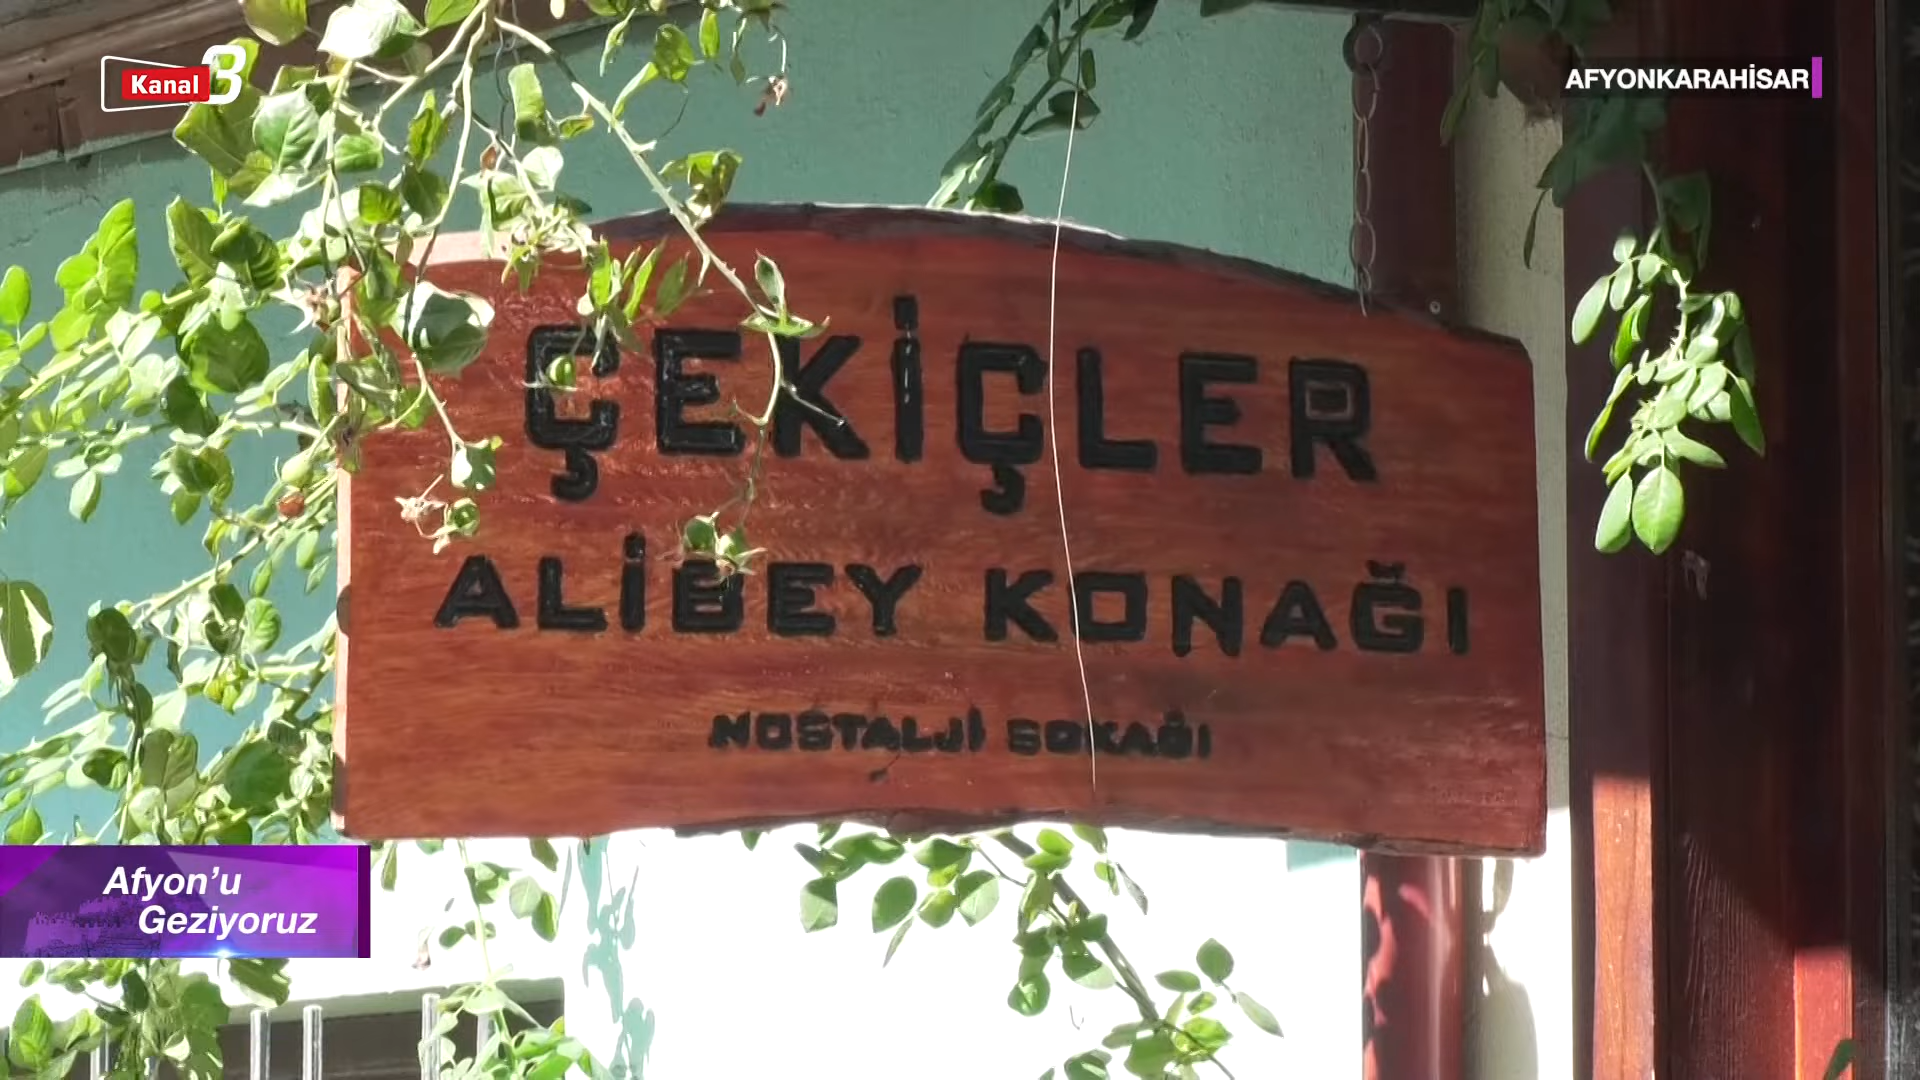 Kanal 3
AFYONKARAHİSAR
ÇEKİÇLER
ALİBEY KONAĞI
NOSTALJİ SOKAĞI
Afyon'u
Geziyoruz